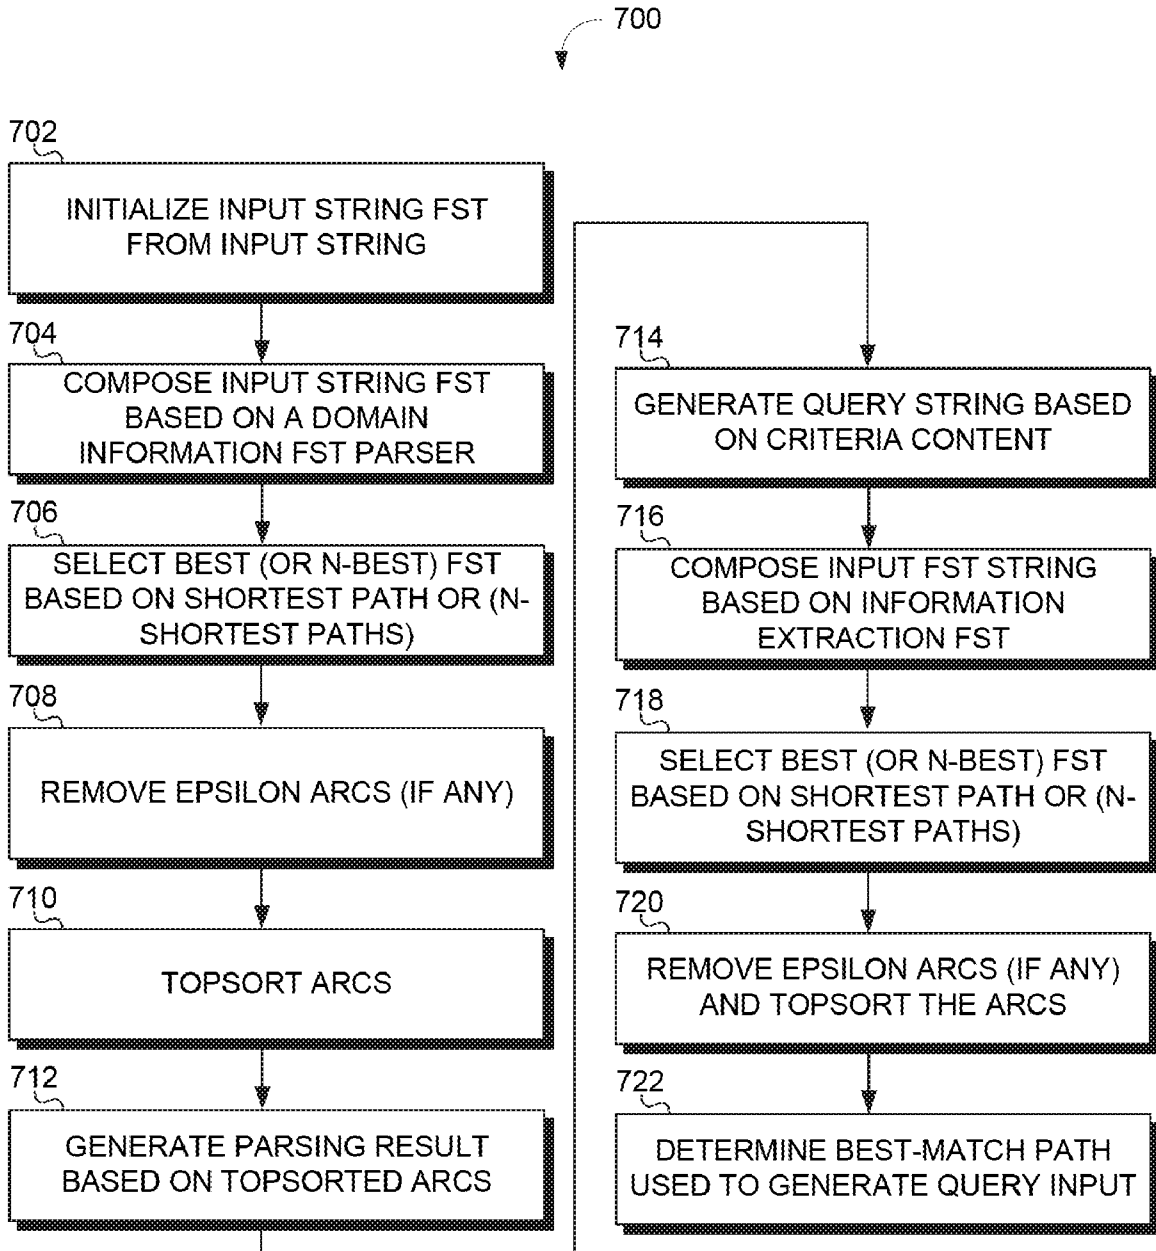 700
702
INITIALIZE INPUT STRING FST
FROM INPUT STRING
704
COMPOSE INPUT STRING FST
BASED ON A DOMAIN
INFORMATION FST PARSER
706
SELECT BEST (OR N-BEST) FST
BASED ON SHORTEST PATH OR (N-
SHORTEST PATHS)
708
REMOVE EPSILON ARCS (IF ANY)
710
TOPSORT ARCS
712
GENERATE PARSING RESULT
BASED ON TOPSORTED ARCS
714
GENERATE QUERY STRING BASED
ON CRITERIA CONTENT
716
COMPOSE INPUT FST STRING
BASED ON INFORMATION
EXTRACTION FST
718
SELECT BEST (OR N-BEST) FST
BASED ON SHORTEST PATH OR (N-
SHORTEST PATHS)
720
REMOVE EPSILON ARCS (IF ANY)
AND TOPSORT THE ARCS
722
DETERMINE BEST-MATCH PATH
USED TO GENERATE QUERY INPUT